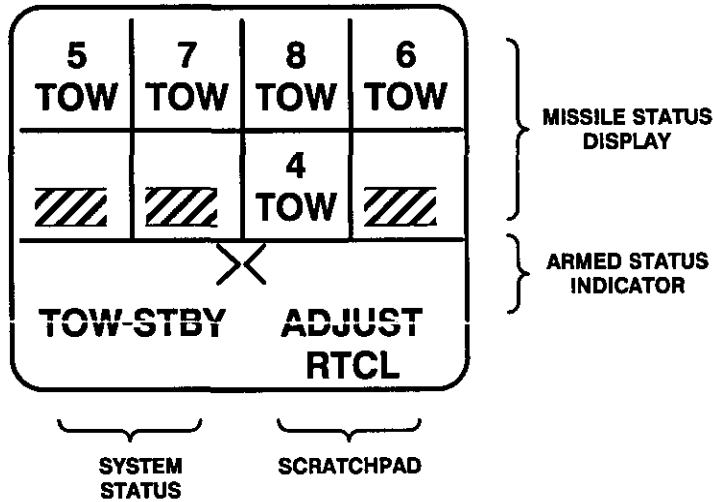 5 7 8 6
TOW TOW TOW TOW
4
TOW
TOW-STBY ADJUST
RTCL
MISSILE STATUS
DISPLAY
ARMED STATUS
INDICATOR
SYSTEM
STATUS
SCRATCHPAD